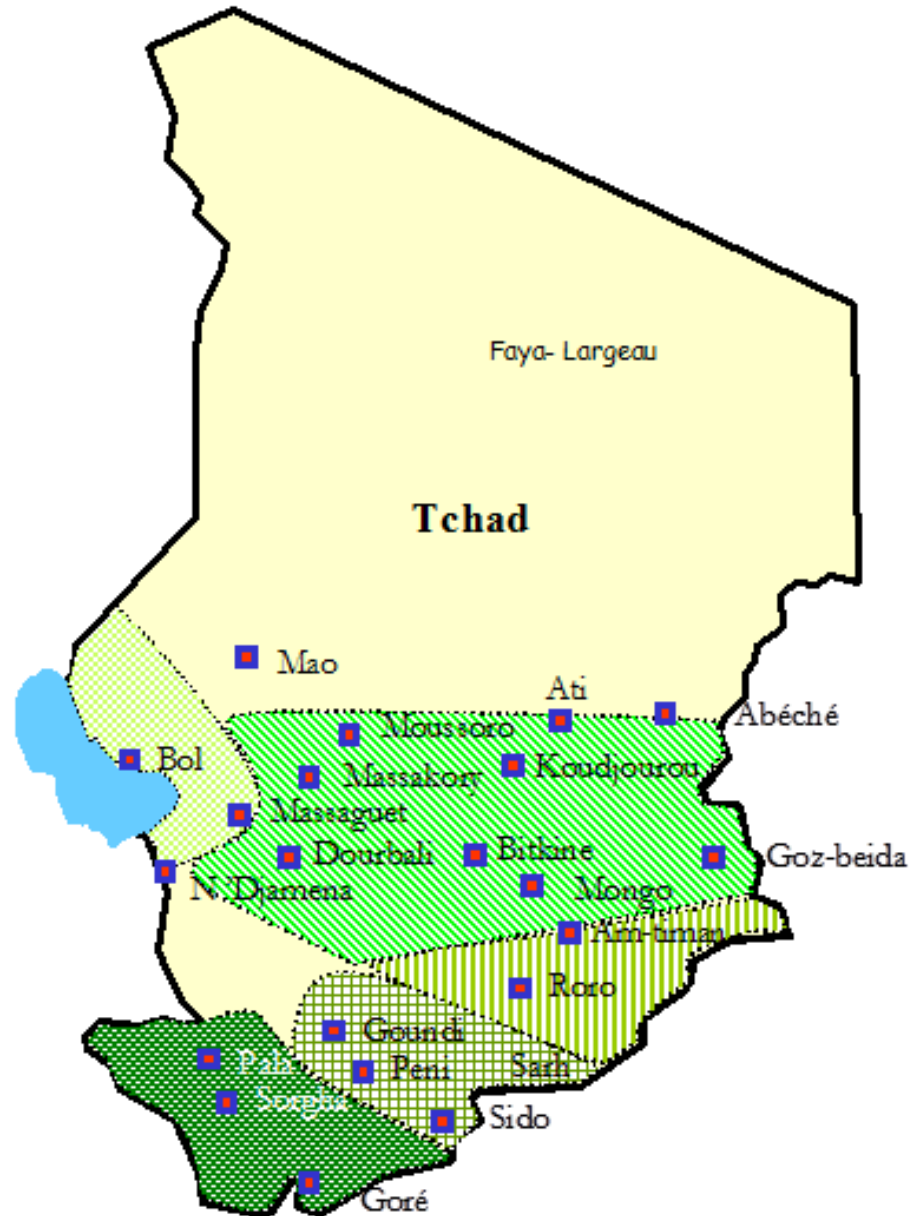 Faya- Largeau
Tchad
Mao
Ati
Abéché
Moussoro
Koudjourou
Bol
Massakory
Massaguet
Dourbali
Bitkine
Goz-beida
N.'Djamena
Mongo
Am-timan
Roro
Goundi
Pala
Peni
Sarh
Sorgha
Sido
Goré